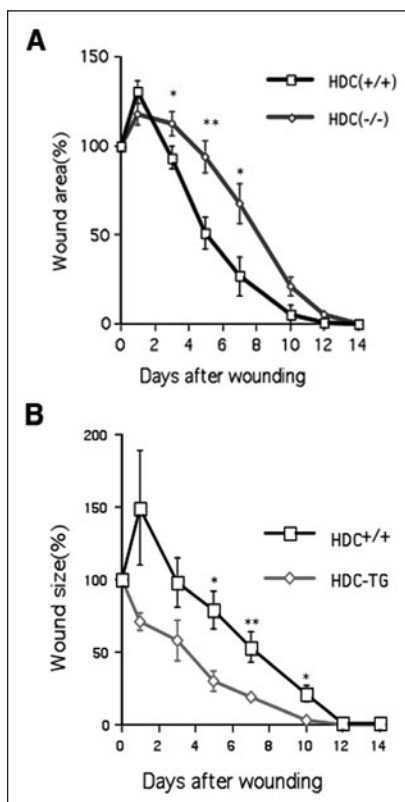 A
150
100
50
0
Wound area(%)
HDC(+/+)
HDC(-/-)
*
**
*
0 2 4 6 8 10 12 14
Days after wounding
B
200
150
100
50
0
Wound size(%)
HDC+/+
HDC-TG
*
**
*
0 2 4 6 8 10 12 14
Days after wounding